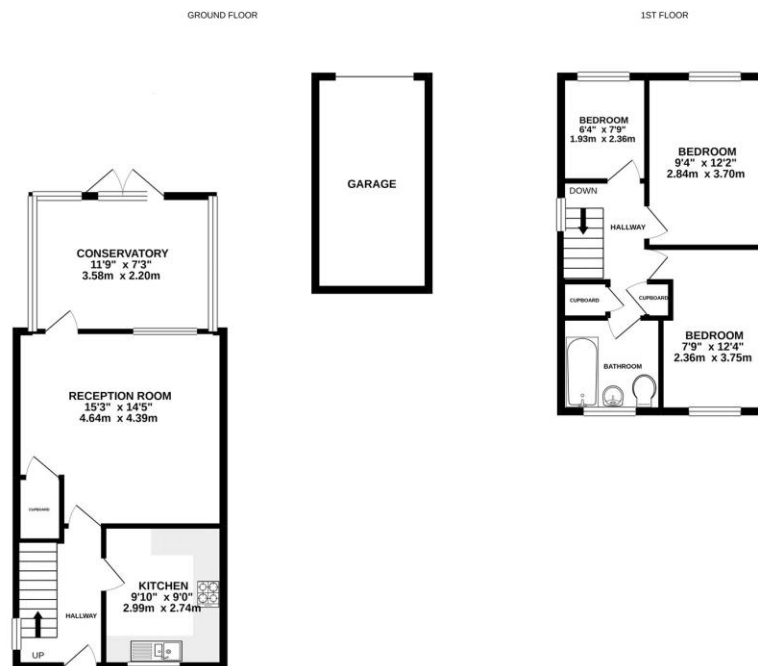 GROUND FLOOR
1ST FLOOR
GARAGE
CONSERVATORY
11'9" x 7'3"
3.58m x 2.20m
RECEPTION ROOM
15'3" x 14'5"
4.64m x 4.39m
CUPBOARD
KITCHEN
9'10" x 9'0"
2.99m x 2.74m
HALLWAY
UP
BEDROOM
6'4" x 7'9"
1.93m x 2.36m
BEDROOM
9'4" x 12'2"
2.84m x 3.70m
DOWN
HALLWAY
CUPBOARD
CUPBOARD
BEDROOM
7'9" x 12'4"
2.36m x 3.75m
BATHROOM